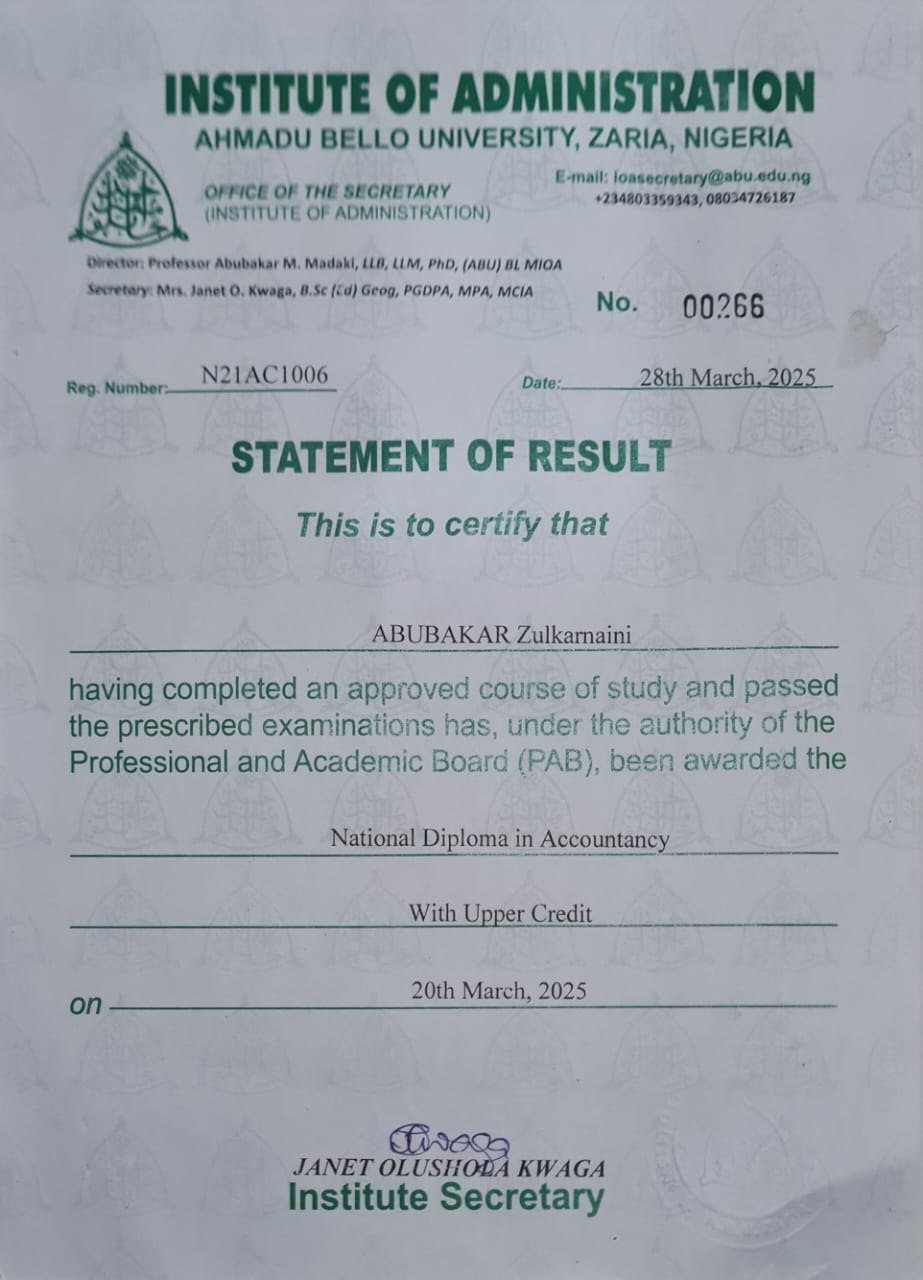 INSTITUTE OF ADMINISTRATION
AHMADU BELLO UNIVERSITY, ZARIA, NIGERIA
OFFICE OF THE SECRETARY
(INSTITUTE OF ADMINISTRATION)
E-mail: ioasecretary@abu.edu.ng
+234803359343, 08034726187
Director: Professor Abubakar M. Madaki, LLB, LLM, PhD, (ABU) BL MIOA
Secretary: Mrs. Janet O. Kwaga, B.Sc (Ed) Geog, PGDPA, MPA, MCIA
No. 00266
Reg. Number: N21AC1006
Date: 28th March, 2025
STATEMENT OF RESULT
This is to certify that
ABUBAKAR Zulkarnaini
having completed an approved course of study and passed
the prescribed examinations has, under the authority of the
Professional and Academic Board (PAB), been awarded the
National Diploma in Accountancy
With Upper Credit
on 20th March, 2025
JANET OLUSHOLA KWAGA
Institute Secretary